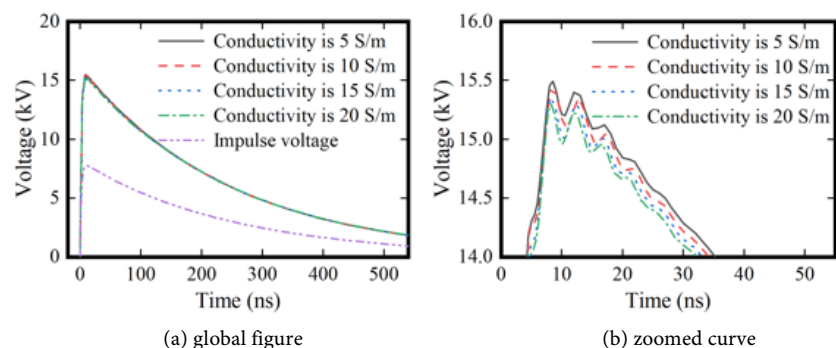 20
15
10
5
0
Voltage (kV)
Conductivity is 5 S/m
Conductivity is 10 S/m
Conductivity is 15 S/m
Conductivity is 20 S/m
Impulse voltage
0 100 200 300 400 500
Time (ns)
(a) global figure
16.0
15.5
15.0
14.5
14.0
Voltage (kV)
Conductivity is 5 S/m
Conductivity is 10 S/m
Conductivity is 15 S/m
Conductivity is 20 S/m
0 10 20 30 40 50
Time (ns)
(b) zoomed curve